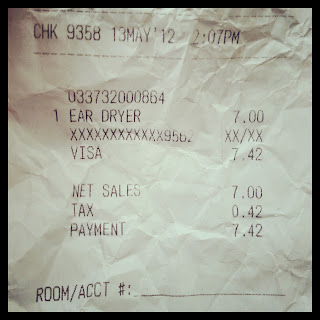 CHK 9358 13MAY'12 2:07PM
033732000864
1 EAR DRYER 7.00
XXXXXXXXXXXX9562 XX/XX
VISA 7.42
NET SALES 7.00
TAX 0.42
PAYMENT 7.42
ROOM/ACCT #: